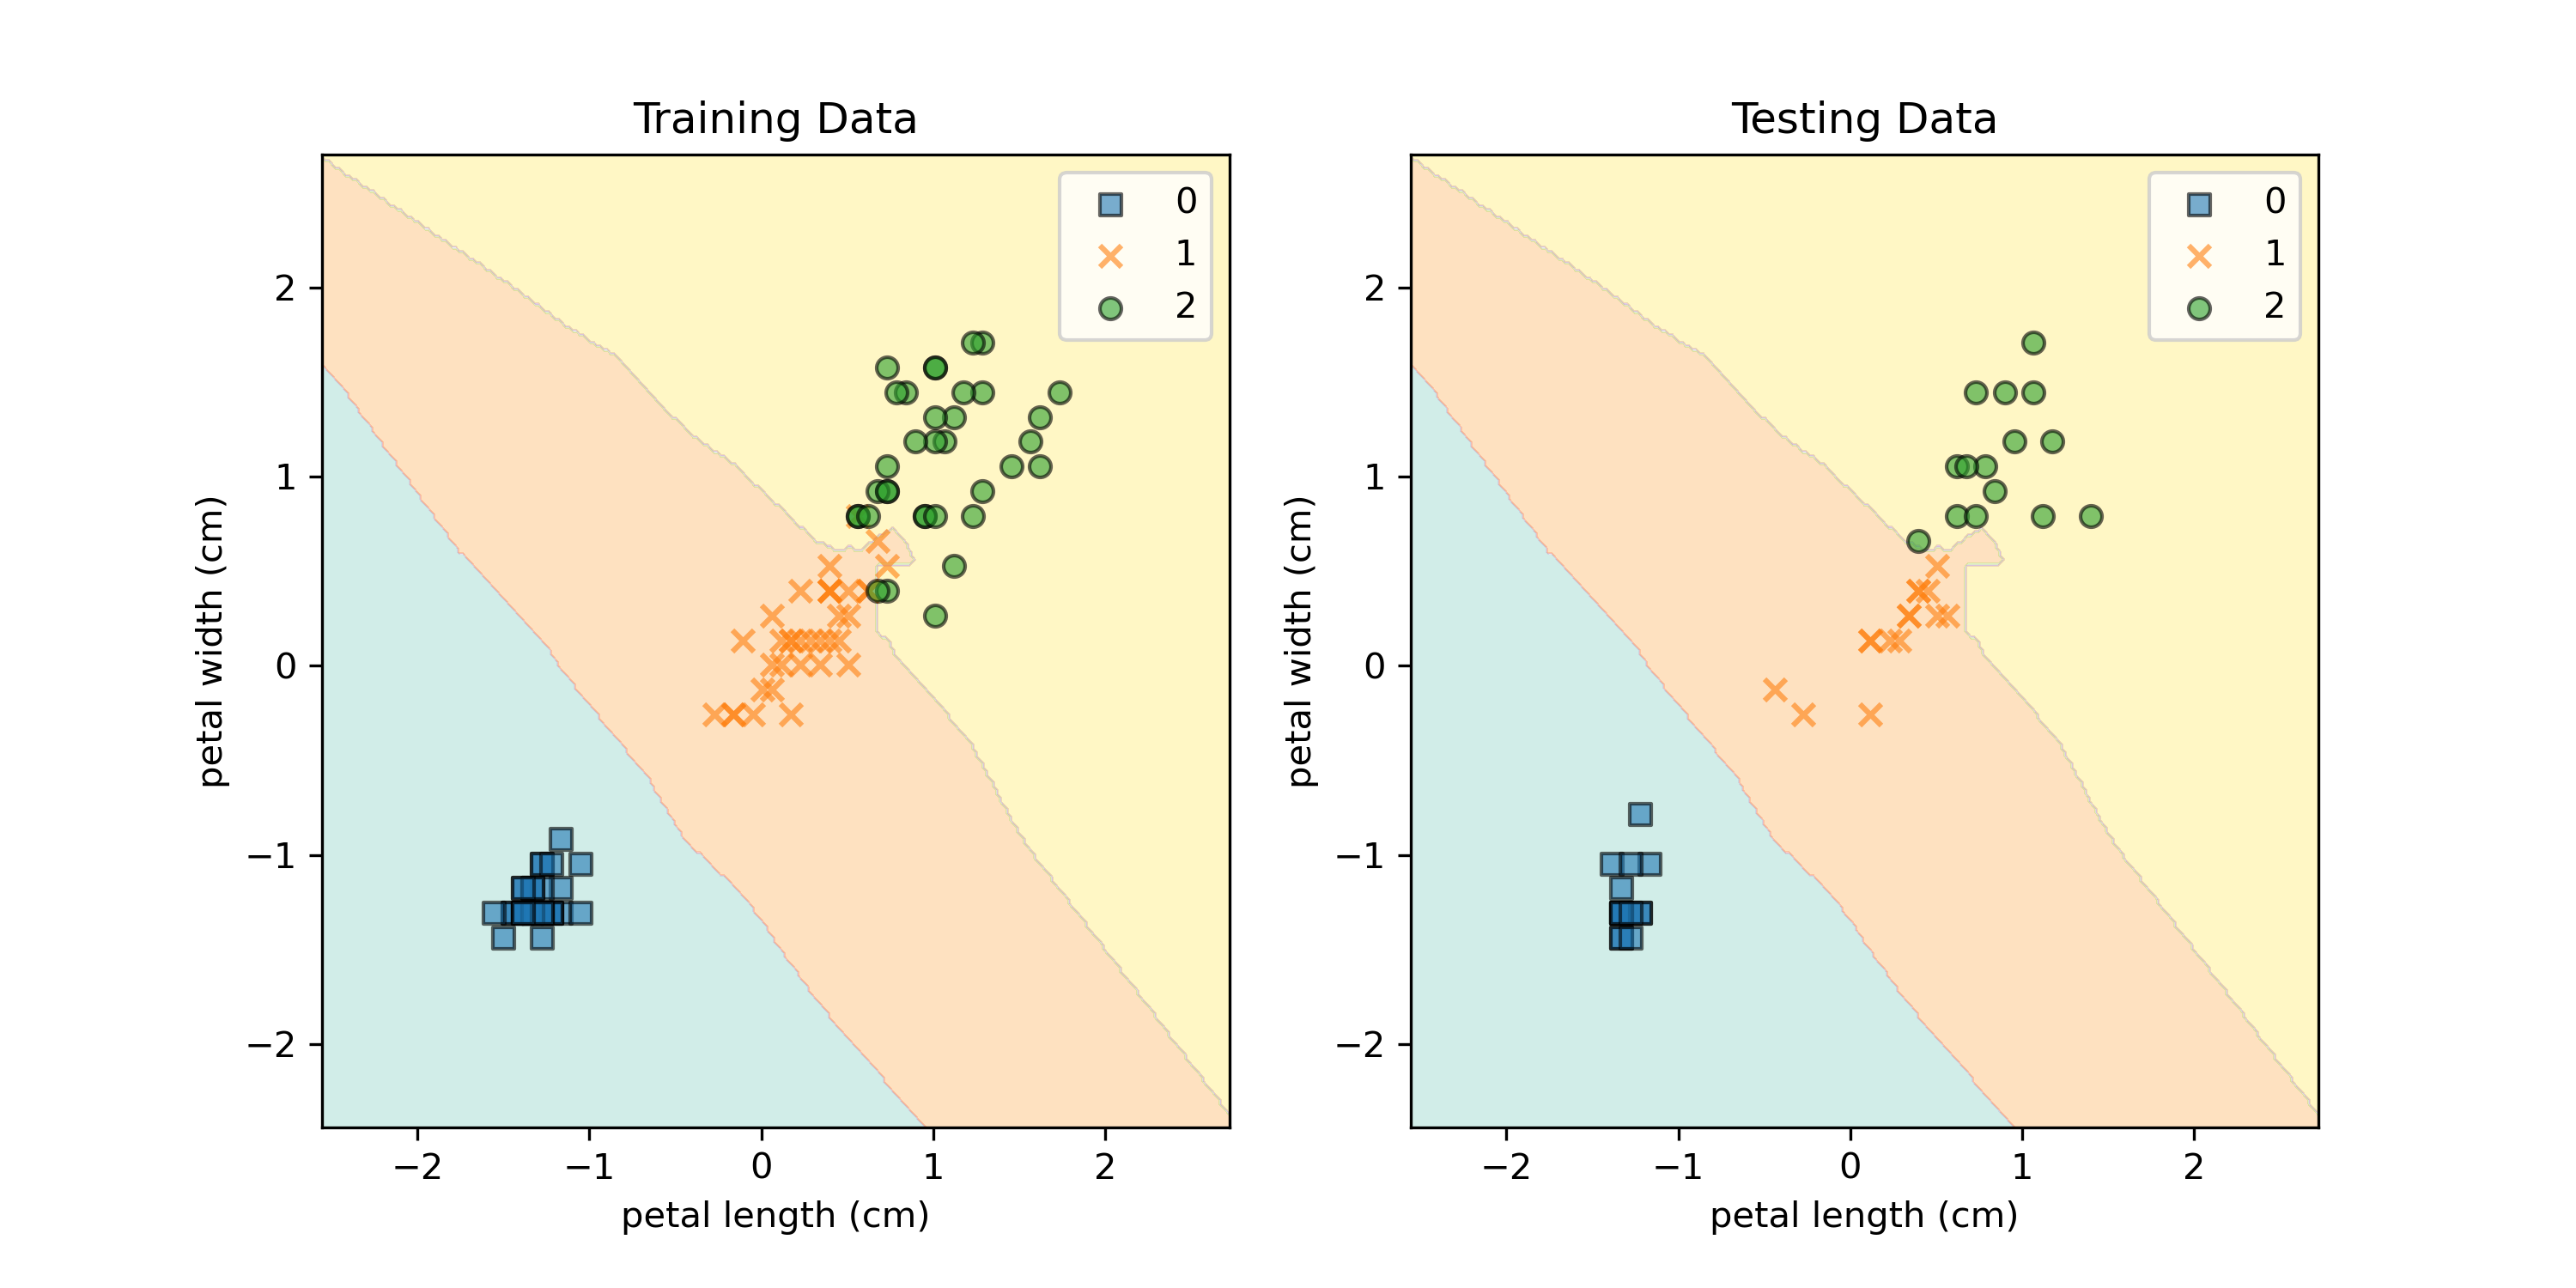 Training Data
0
1
2
petal width (cm)
2
1
0
−1
−2
−2 −1 0 1 2
petal length (cm)
Testing Data
0
1
2
petal width (cm)
2
1
0
−1
−2
−2 −1 0 1 2
petal length (cm)